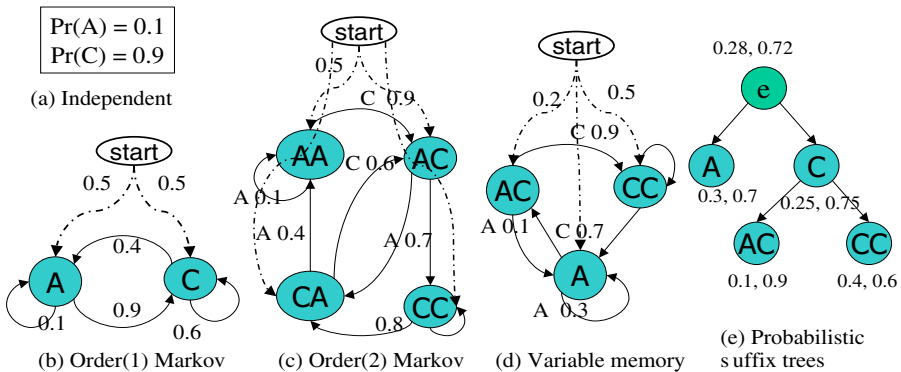 Pr(A) = 0.1
Pr(C) = 0.9
(a) Independent
start
0.5 0.5
0.4
A C
0.1 0.9 0.6
(b) Order(1) Markov
start
0.5
C 0.9
AA AC
C 0.6
A 0.1
A 0.4 A 0.7
CA CC
0.8
(c) Order(2) Markov
start
0.2 0.5
C 0.9
AC CC
A 0.1 C 0.7
A
A 0.3
(d) Variable memory
0.28, 0.72
e
A C
0.3, 0.7 0.25, 0.75
AC CC
0.1, 0.9 0.4, 0.6
(e) Probabilistic
suffix trees